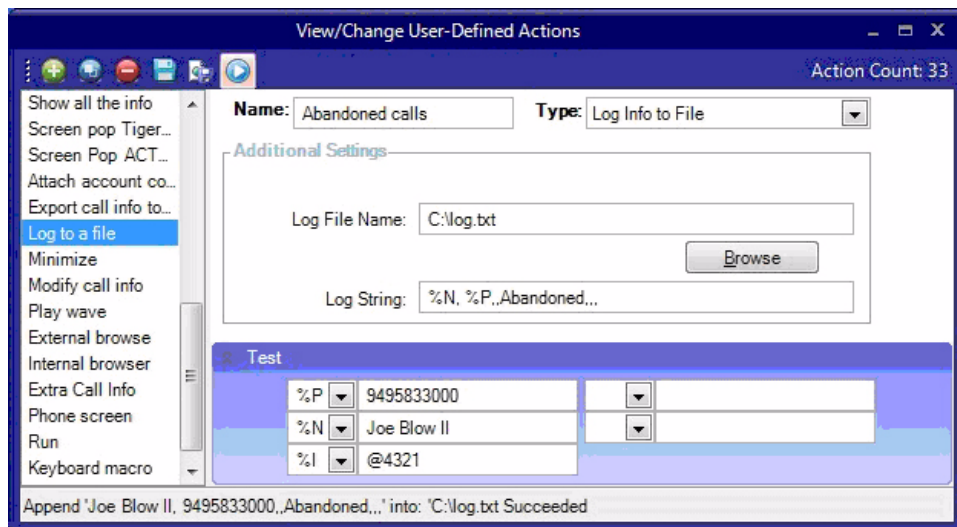 View/Change User-Defined Actions
Action Count: 33
Show all the info
Screen pop Tiger...
Screen Pop ACT...
Attach account co...
Export call info to...
Log to a file
Minimize
Modify call info
Play wave
External browse
Internal browser
Extra Call Info
Phone screen
Run
Keyboard macro
Name: Abandoned calls Type: Log Info to File
Additional Settings
Log File Name: C:\log.txt
Browse
Log String: %N, %P,,Abandoned,,,
Test
%P 9495833000
%N Joe Blow II
%I @4321
Append 'Joe Blow II, 9495833000,,Abandoned,,,' into: 'C:\log.txt Succeeded